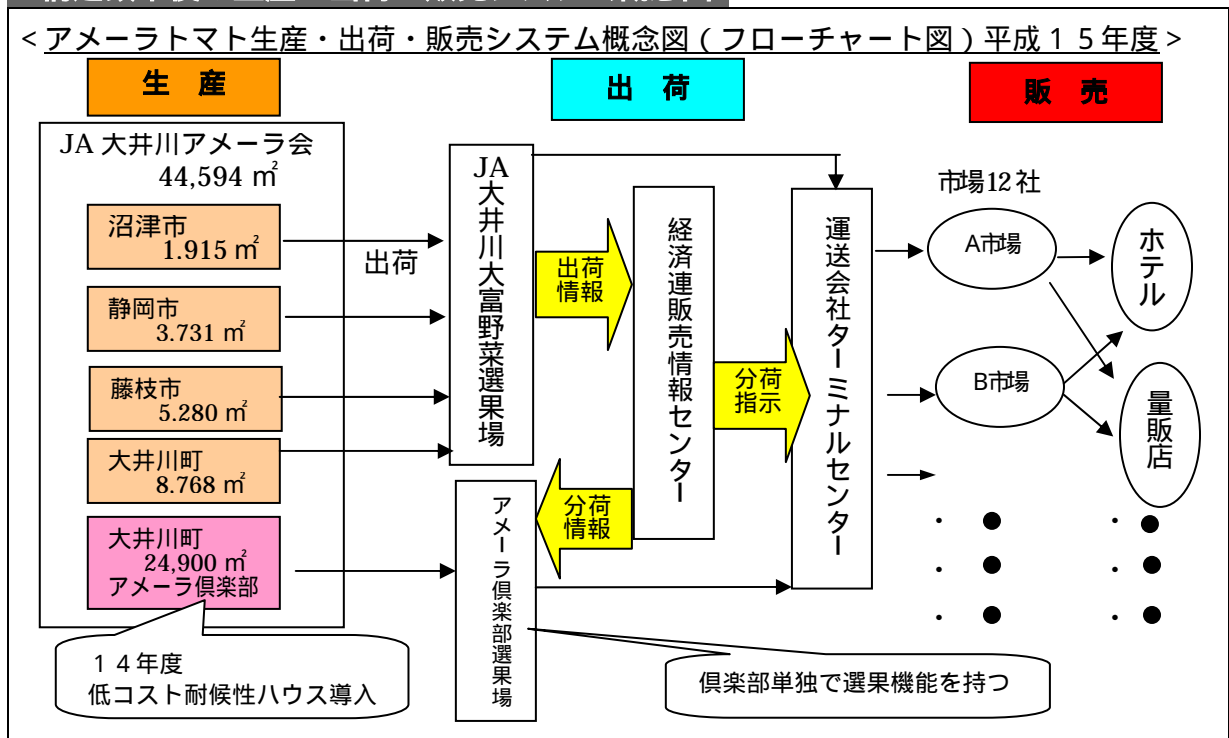 <アメーラトマト生産・出荷・販売システム概念図(フローチャート図)平成15年度>
生 産
出 荷
販 売
JA大井川アメーラ会
44,594 ㎡
沼津市
1.915 ㎡
静岡市
3.731 ㎡
藤枝市
5.280 ㎡
大井川町
8.768 ㎡
大井川町
24,900 ㎡
アメーラ倶楽部
14年度
低コスト耐候性ハウス導入
出荷
JA大井川大富野菜選果場
アメーラ倶楽部選果場
出荷
情報
分荷
情報
経済連販売情報センター
分荷
指示
運送会社ターミナルセンター
倶楽部単独で選果機能を持つ
市場12社
A市場
B市場
ホテル
量販店